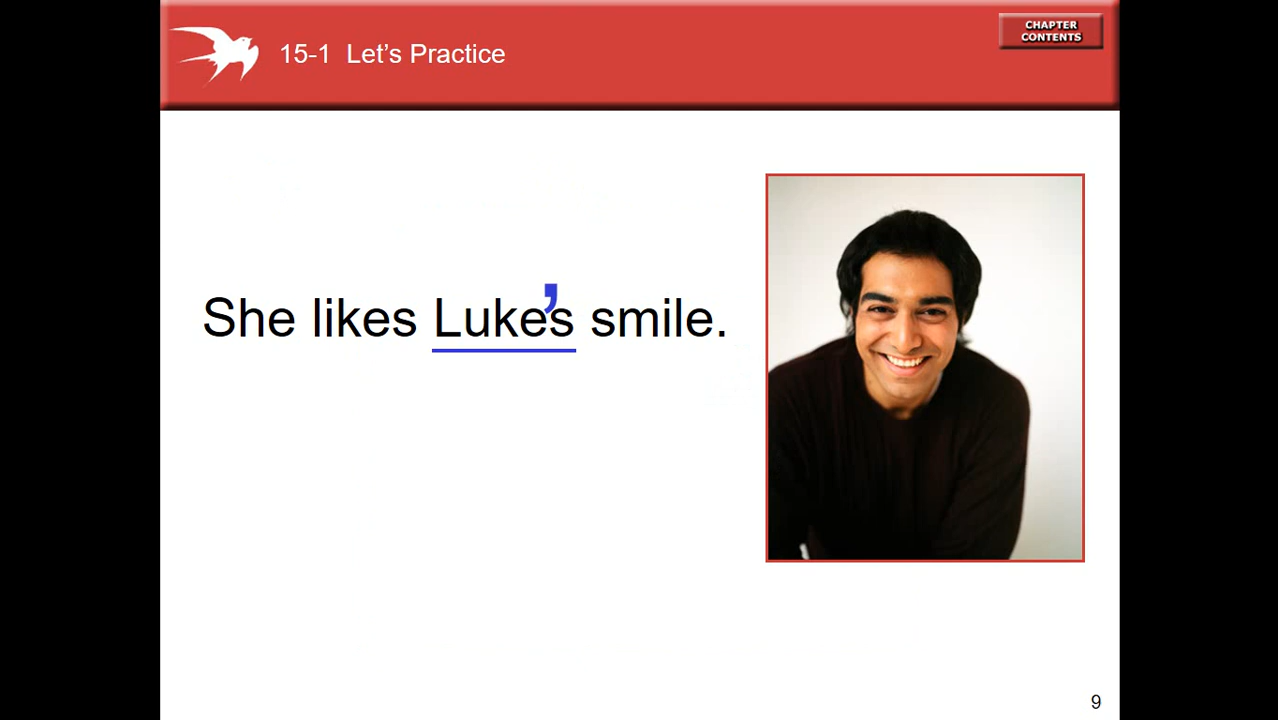 15-1 Let's Practice
CHAPTER
CONTENTS
She likes Luke's smile.
9